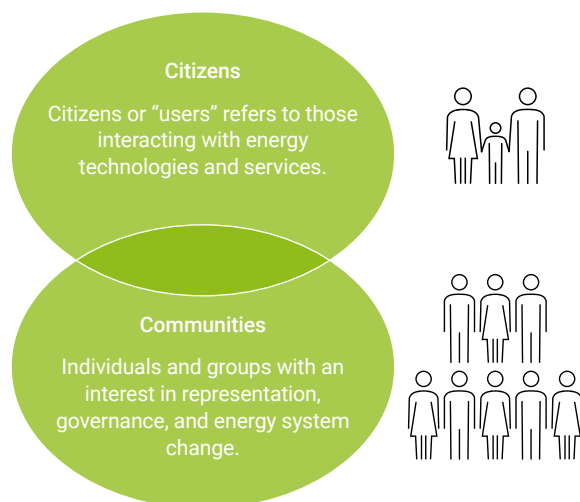 Citizens
Citizens or “users” refers to those
interacting with energy
technologies and services.
Communities
Individuals and groups with an
interest in representation,
governance, and energy system
change.